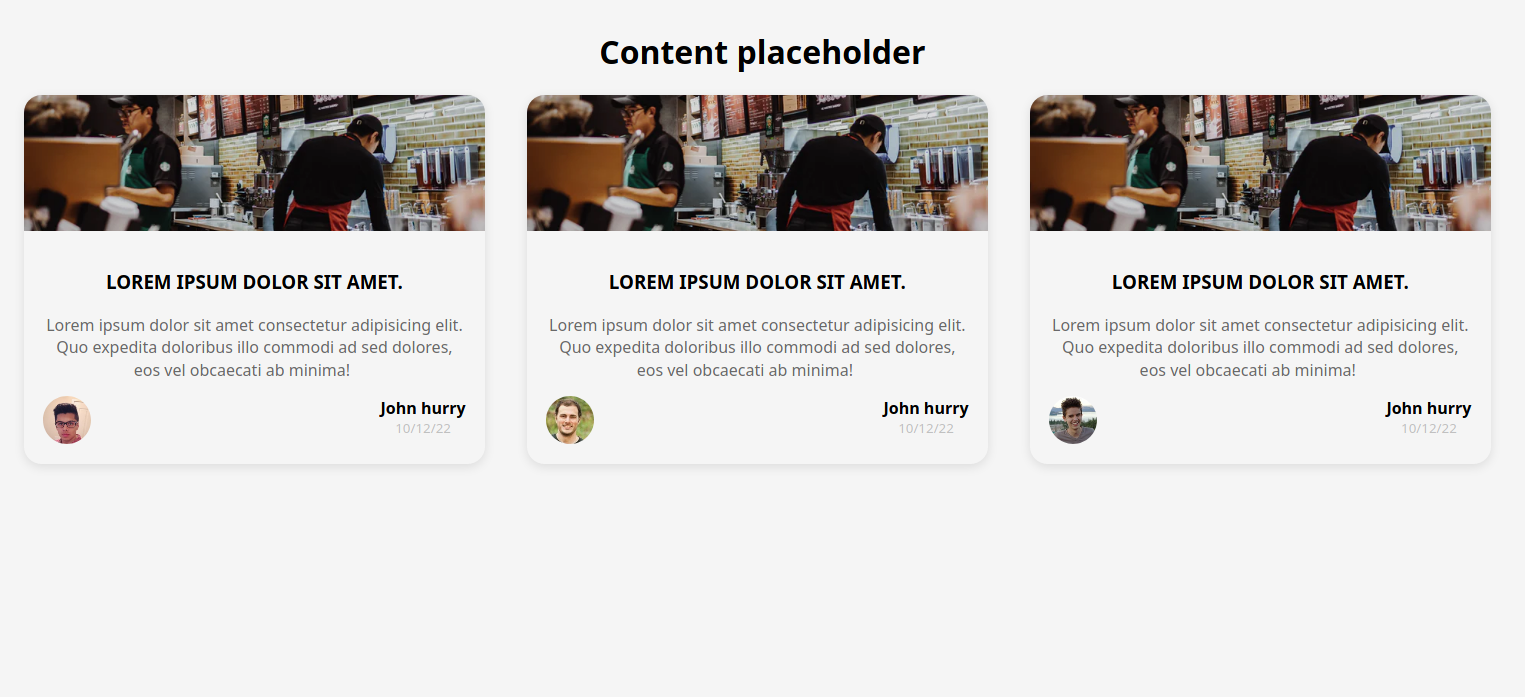 Content placeholder
LOREM IPSUM DOLOR SIT AMET.
Lorem ipsum dolor sit amet consectetur adipisicing elit.
Quo expedita doloribus illo commodi ad sed dolores,
eos vel obcaecati ab minima!
John hurry
10/12/22
LOREM IPSUM DOLOR SIT AMET.
Lorem ipsum dolor sit amet consectetur adipisicing elit.
Quo expedita doloribus illo commodi ad sed dolores,
eos vel obcaecati ab minima!
John hurry
10/12/22
LOREM IPSUM DOLOR SIT AMET.
Lorem ipsum dolor sit amet consectetur adipisicing elit.
Quo expedita doloribus illo commodi ad sed dolores,
eos vel obcaecati ab minima!
John hurry
10/12/22